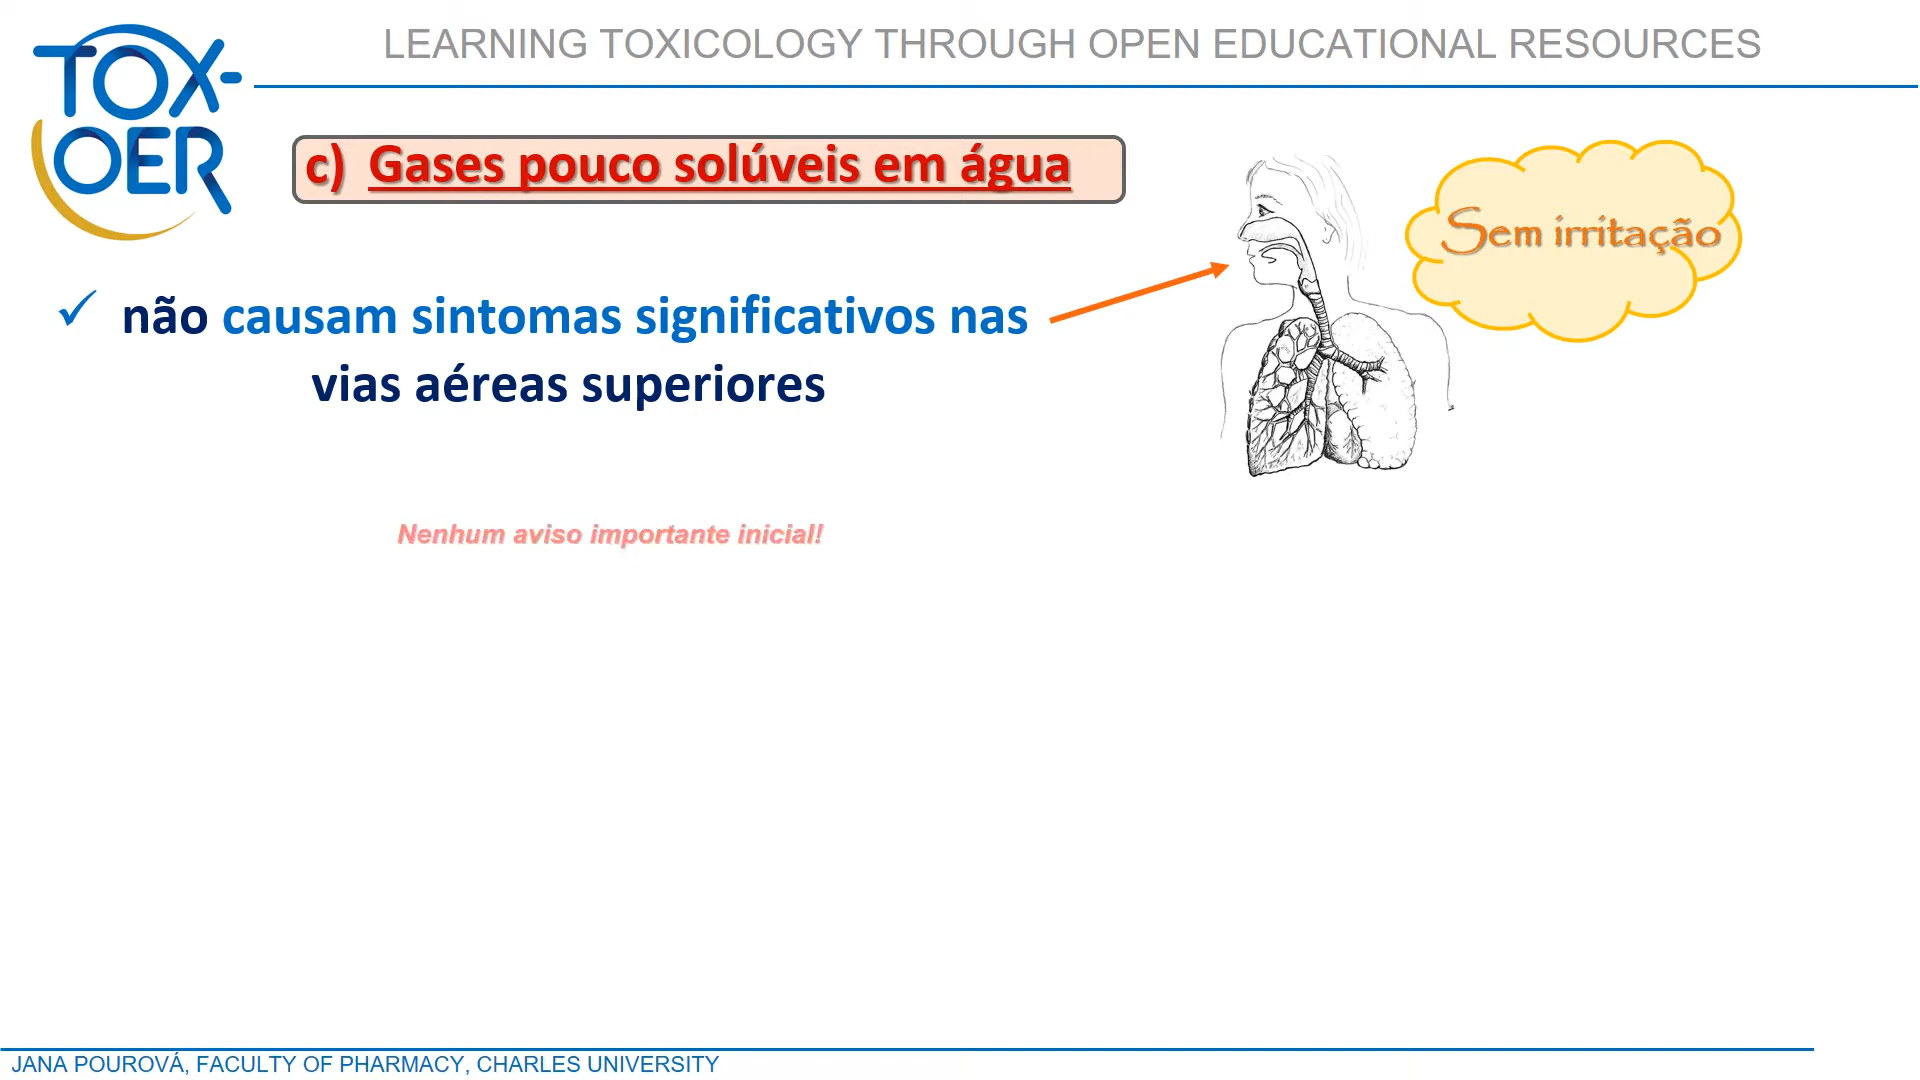 TOX-
OER
LEARNING TOXICOLOGY THROUGH OPEN EDUCATIONAL RESOURCES
c) Gases pouco solúveis em água
Sem irritação
✓ não causam sintomas significativos nas
vias aéreas superiores
Nenhum aviso importante inicial!
JANA POUROVÁ, FACULTY OF PHARMACY, CHARLES UNIVERSITY